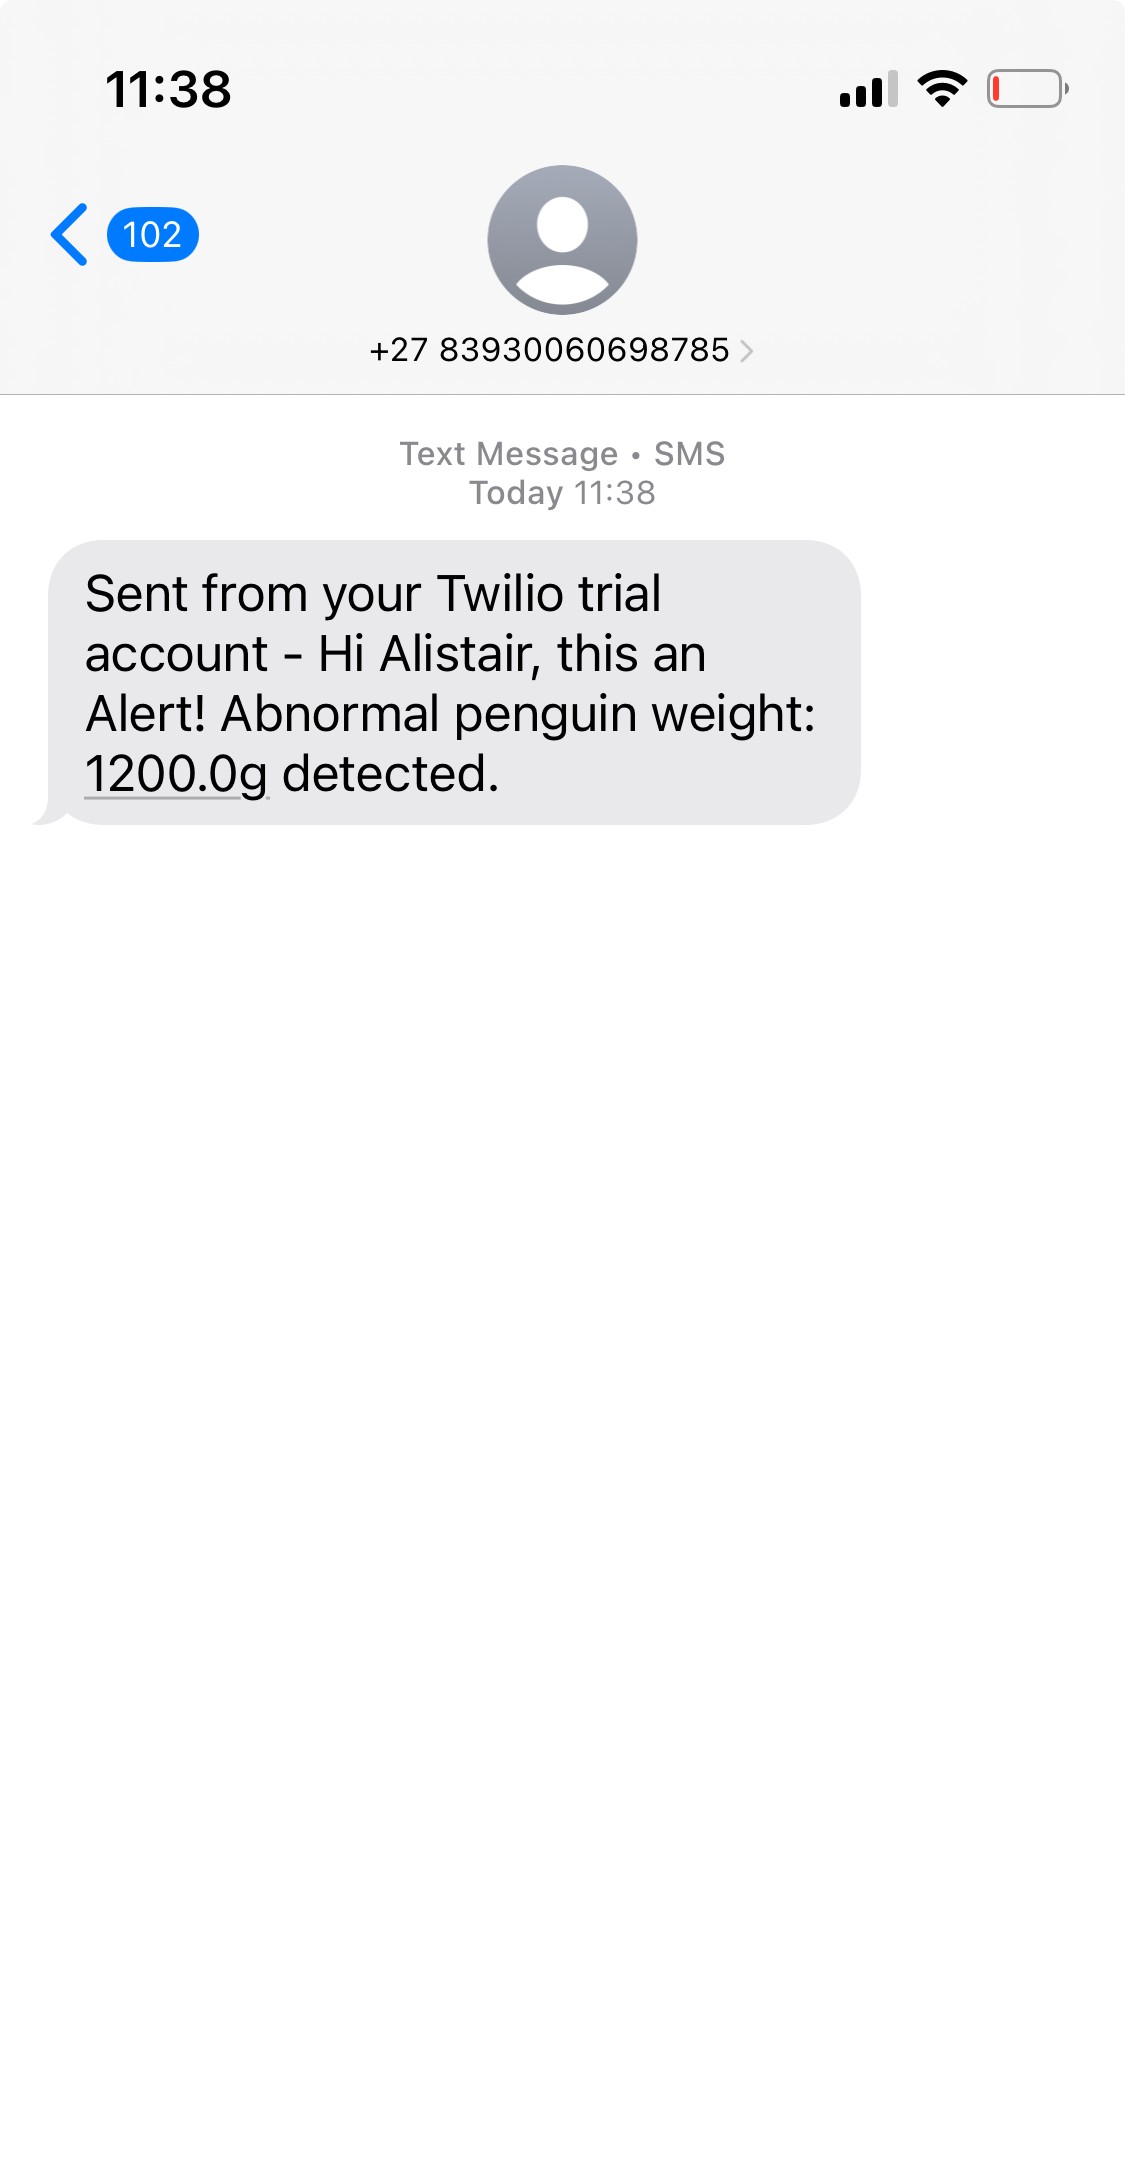 11:38
102
+27 83930060698785
Text Message • SMS
Today 11:38
Sent from your Twilio trial
account - Hi Alistair, this an
Alert! Abnormal penguin weight:
1200.0g detected.